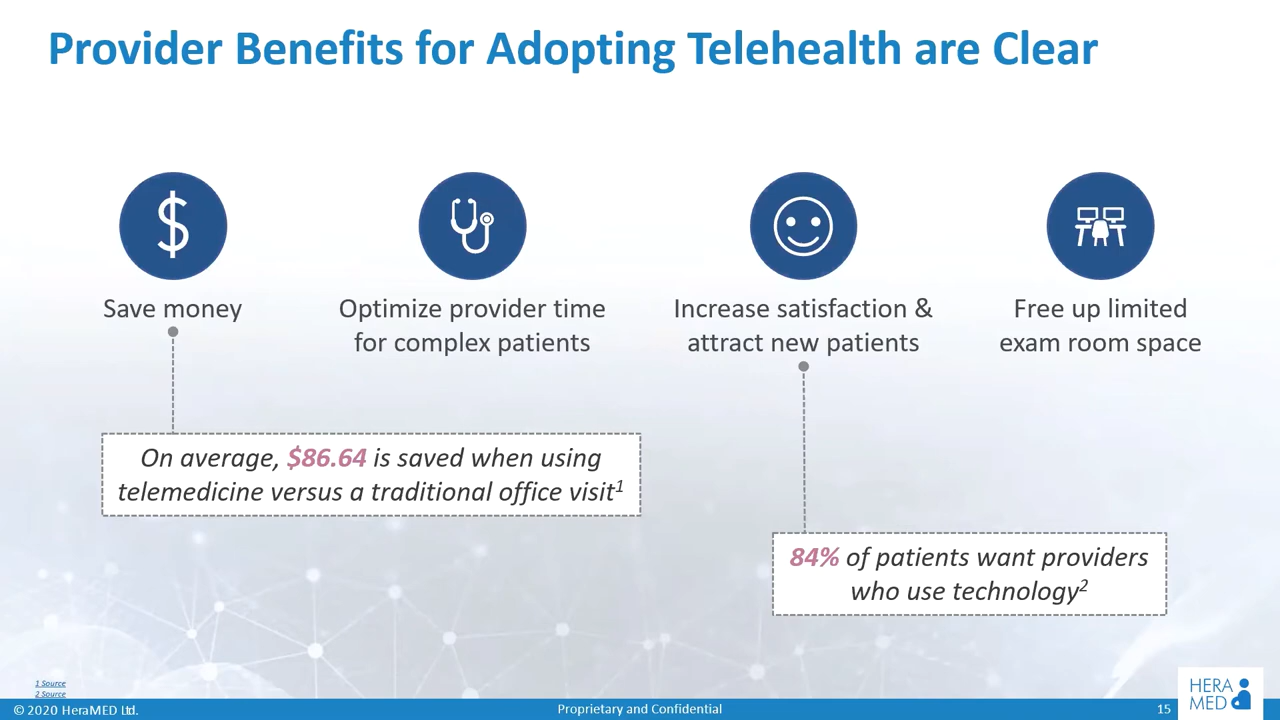 Provider Benefits for Adopting Telehealth are Clear
Save money
Optimize provider time
for complex patients
Increase satisfaction &
attract new patients
Free up limited
exam room space
On average, $86.64 is saved when using
telemedicine versus a traditional office visit1
84% of patients want providers
who use technology2
1 Source
2 Source
© 2020 HeraMED Ltd.
Proprietary and Confidential
15
HERA
MED